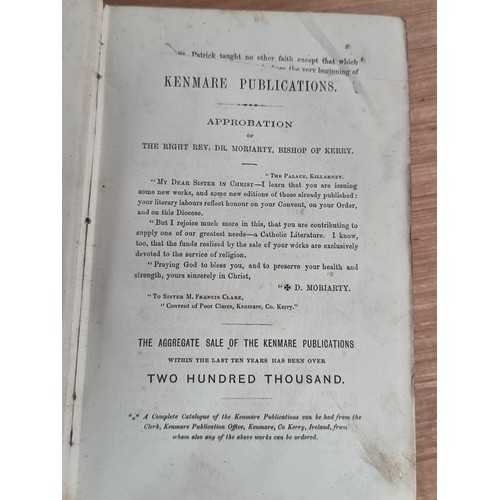 Patrick taught no other faith except that which
the very beginning of
KENMARE PUBLICATIONS.
APPROBATION
OF
THE RIGHT REV. DR. MORIARTY, BISHOP OF KERRY.
"THE PALACE, KILLARNEY.
"MY DEAR SISTER IN CHRIST—I learn that you are issuing
some new works, and some new editions of those already published:
your literary labours reflect honour on your Convent, on your Order,
and on this Diocese.
"But I rejoice much more in this, that you are contributing to
supply one of our greatest needs—a Catholic Literature. I know,
too, that the funds realized by the sale of your works are exclusively
devoted to the service of religion.
"Praying God to bless you, and to preserve your health and
strength, yours sincerely in Christ,
"✠ D. MORIARTY.
"TO SISTER M. FRANCIS CLARE,
"Convent of Poor Clares, Kenmare, Co. Kerry."
THE AGGREGATE SALE OF THE KENMARE PUBLICATIONS
WITHIN THE LAST TEN YEARS HAS BEEN OVER
TWO HUNDRED THOUSAND.
*** A Complete Catalogue of the Kenmare Publications can be had from the
Clerk, Kenmare Publication Office, Kenmare, Co Kerry, Ireland, from
whom also any of the above works can be ordered.